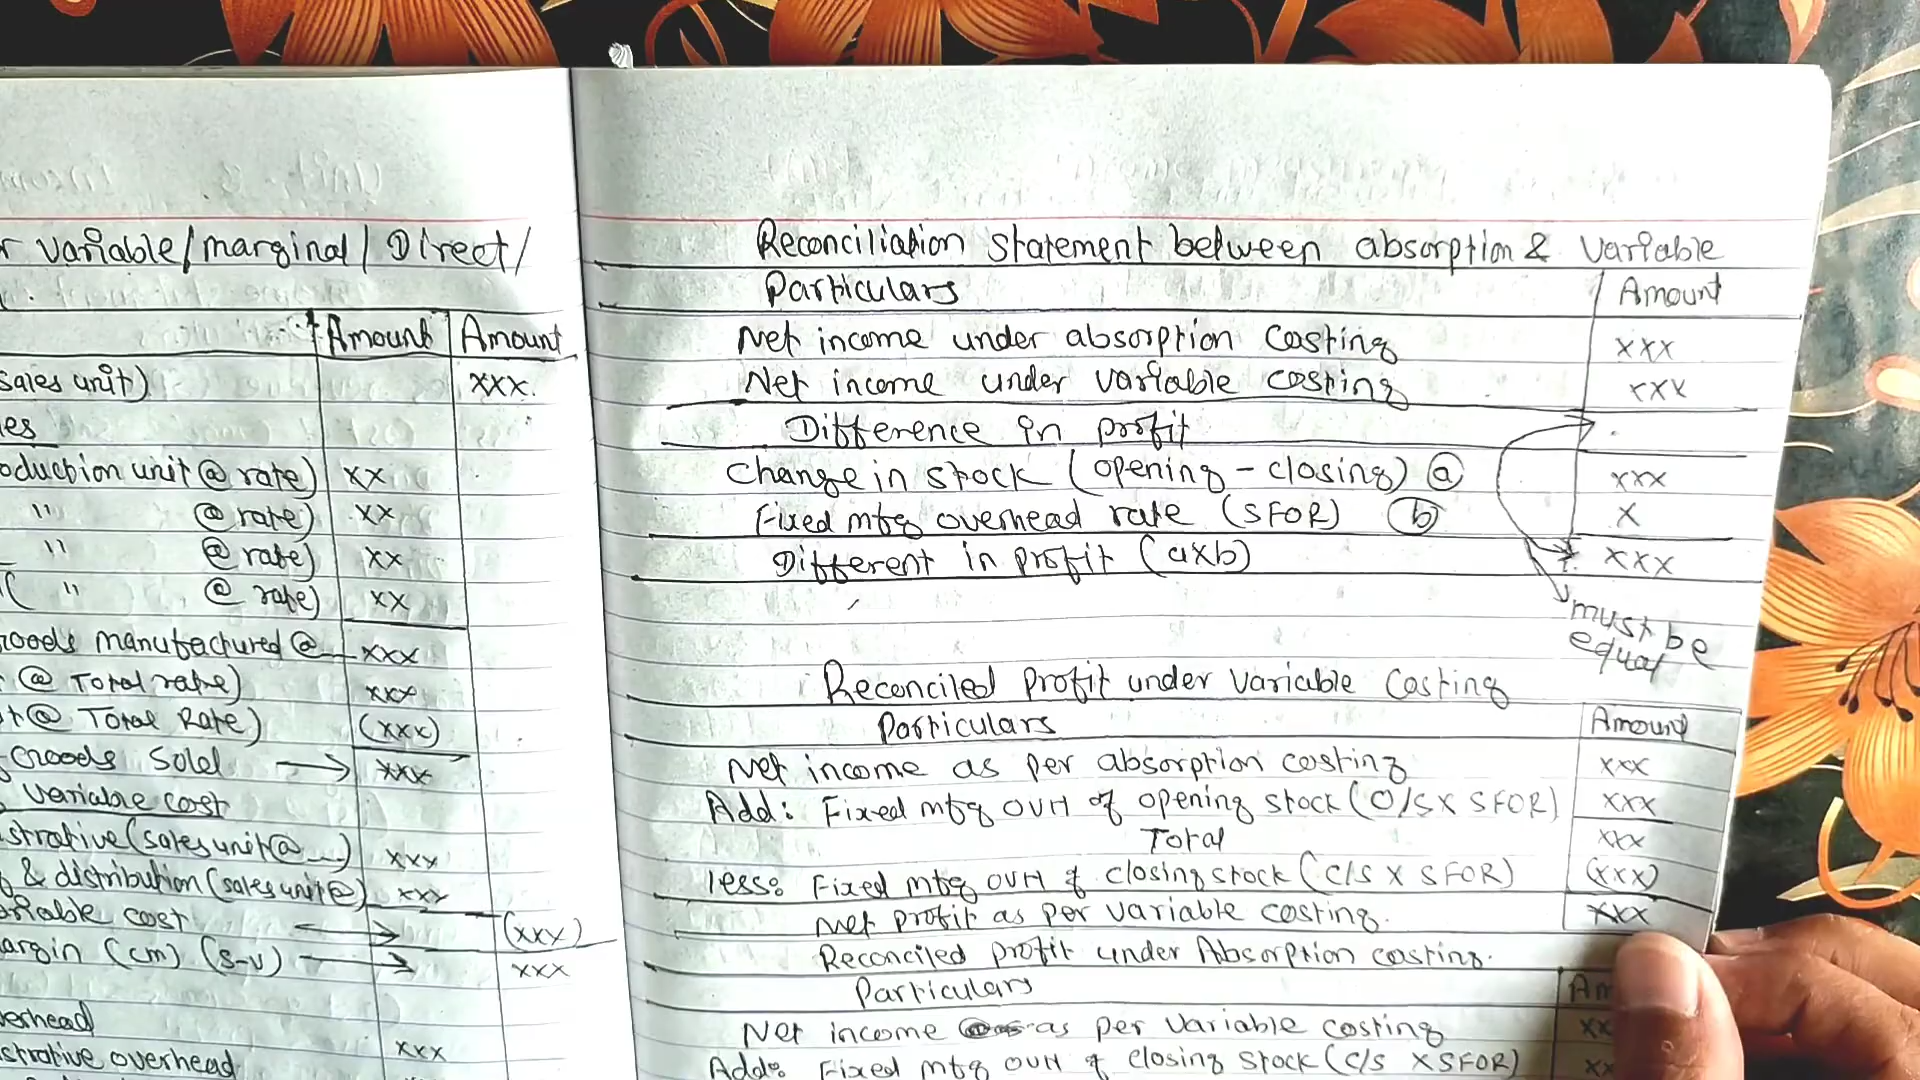 r variable/marginal/Direct/
Amount Amount
sales unit) xxx.
es
oduction unit @ rate) xx
" @ rate) xx
" @ rate) xx
( " @ rate) xx
Goods manufactured @ xxx
@ Total rate) xxx
t @ Total Rate) (xxx)
Goods Sold → xxx
variable cost
strative (sales unit @ ...) xxx
& distribution (sales unit @) xxx
riable cost → (xxx)
argin (cm) (s-v) → xxx
verhead
strative overhead xxx
Reconciliation statement between absorption & variable
Particulars Amount
Net income under absorption costing xxx
Net income under variable costing xxx
Difference in profit
Change in stock (opening - closing) ⓐ xxx
Fixed mfg overhead rate (SFOR) ⓑ x
Different in profit (axb) xxx
must be
equal
Reconciled profit under variable costing
Particulars Amount
Net income as per absorption costing xxx
Add: Fixed mfg OVH of opening stock (O/S X SFOR) xxx
Total xxx
less: Fixed mfg OVH of closing stock (C/S X SFOR) (xxx)
Net profit as per variable costing. xxx
Reconciled profit under Absorption costing.
Particulars Am
Net income as per variable costing xx
Add: Fixed mfg OVH of closing stock (C/S X SFOR) xx